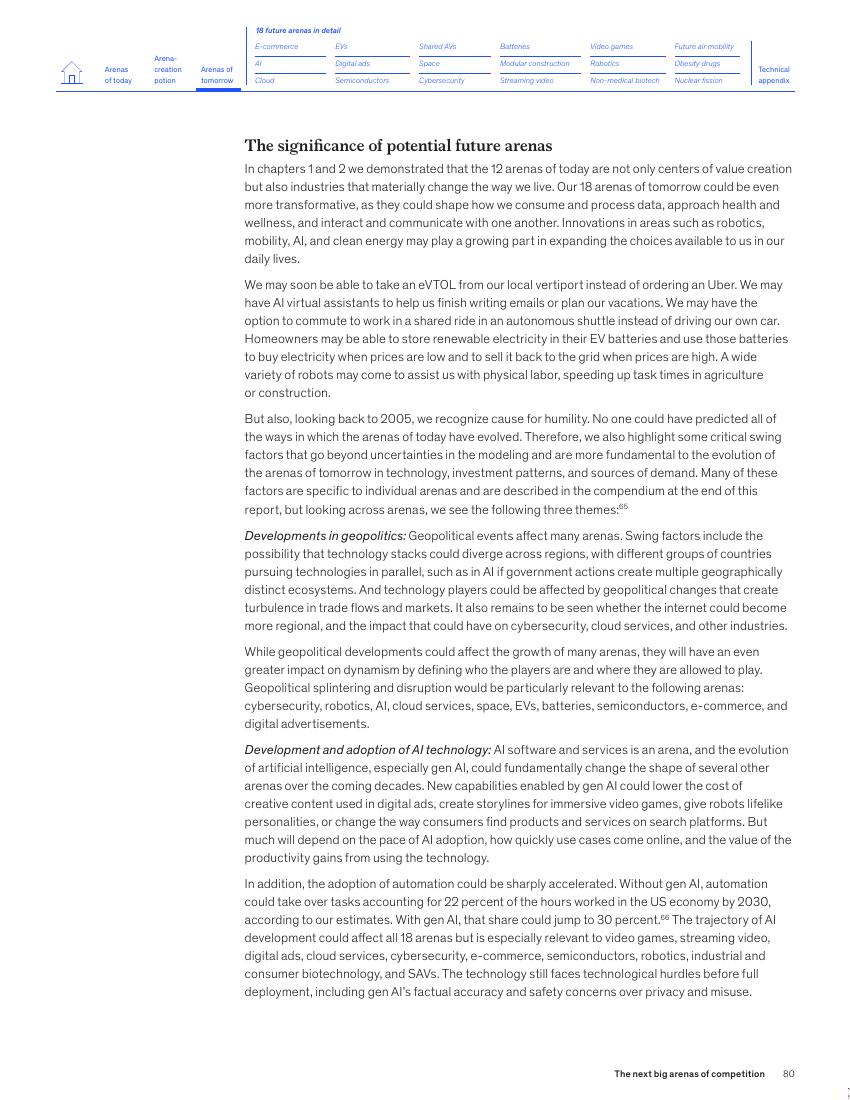 18 future arenas in detail
E-commerce EVs Shared AVs Batteries Video games Future air mobility
AI Digital ads Space Modular construction Robotics Obesity drugs
Cloud Semiconductors Cybersecurity Streaming video Non-medical biotech Nuclear fission
Arenas
of today
Arena-
creation
potion
Arenas of
tomorrow
Technical
appendix
The significance of potential future arenas
In chapters 1 and 2 we demonstrated that the 12 arenas of today are not only centers of value creation
but also industries that materially change the way we live. Our 18 arenas of tomorrow could be even
more transformative, as they could shape how we consume and process data, approach health and
wellness, and interact and communicate with one another. Innovations in areas such as robotics,
mobility, AI, and clean energy may play a growing part in expanding the choices available to us in our
daily lives.
We may soon be able to take an eVTOL from our local vertiport instead of ordering an Uber. We may
have AI virtual assistants to help us finish writing emails or plan our vacations. We may have the
option to commute to work in a shared ride in an autonomous shuttle instead of driving our own car.
Homeowners may be able to store renewable electricity in their EV batteries and use those batteries
to buy electricity when prices are low and to sell it back to the grid when prices are high. A wide
variety of robots may come to assist us with physical labor, speeding up task times in agriculture
or construction.
But also, looking back to 2005, we recognize cause for humility. No one could have predicted all of
the ways in which the arenas of today have evolved. Therefore, we also highlight some critical swing
factors that go beyond uncertainties in the modeling and are more fundamental to the evolution of
the arenas of tomorrow in technology, investment patterns, and sources of demand. Many of these
factors are specific to individual arenas and are described in the compendium at the end of this
report, but looking across arenas, we see the following three themes:65
Developments in geopolitics: Geopolitical events affect many arenas. Swing factors include the
possibility that technology stacks could diverge across regions, with different groups of countries
pursuing technologies in parallel, such as in AI if government actions create multiple geographically
distinct ecosystems. And technology players could be affected by geopolitical changes that create
turbulence in trade flows and markets. It also remains to be seen whether the internet could become
more regional, and the impact that could have on cybersecurity, cloud services, and other industries.
While geopolitical developments could affect the growth of many arenas, they will have an even
greater impact on dynamism by defining who the players are and where they are allowed to play.
Geopolitical splintering and disruption would be particularly relevant to the following arenas:
cybersecurity, robotics, AI, cloud services, space, EVs, batteries, semiconductors, e-commerce, and
digital advertisements.
Development and adoption of AI technology: AI software and services is an arena, and the evolution
of artificial intelligence, especially gen AI, could fundamentally change the shape of several other
arenas over the coming decades. New capabilities enabled by gen AI could lower the cost of
creative content used in digital ads, create storylines for immersive video games, give robots lifelike
personalities, or change the way consumers find products and services on search platforms. But
much will depend on the pace of AI adoption, how quickly use cases come online, and the value of the
productivity gains from using the technology.
In addition, the adoption of automation could be sharply accelerated. Without gen AI, automation
could take over tasks accounting for 22 percent of the hours worked in the US economy by 2030,
according to our estimates. With gen AI, that share could jump to 30 percent.66 The trajectory of AI
development could affect all 18 arenas but is especially relevant to video games, streaming video,
digital ads, cloud services, cybersecurity, e-commerce, semiconductors, robotics, industrial and
consumer biotechnology, and SAVs. The technology still faces technological hurdles before full
deployment, including gen AI's factual accuracy and safety concerns over privacy and misuse.
The next big arenas of competition 80